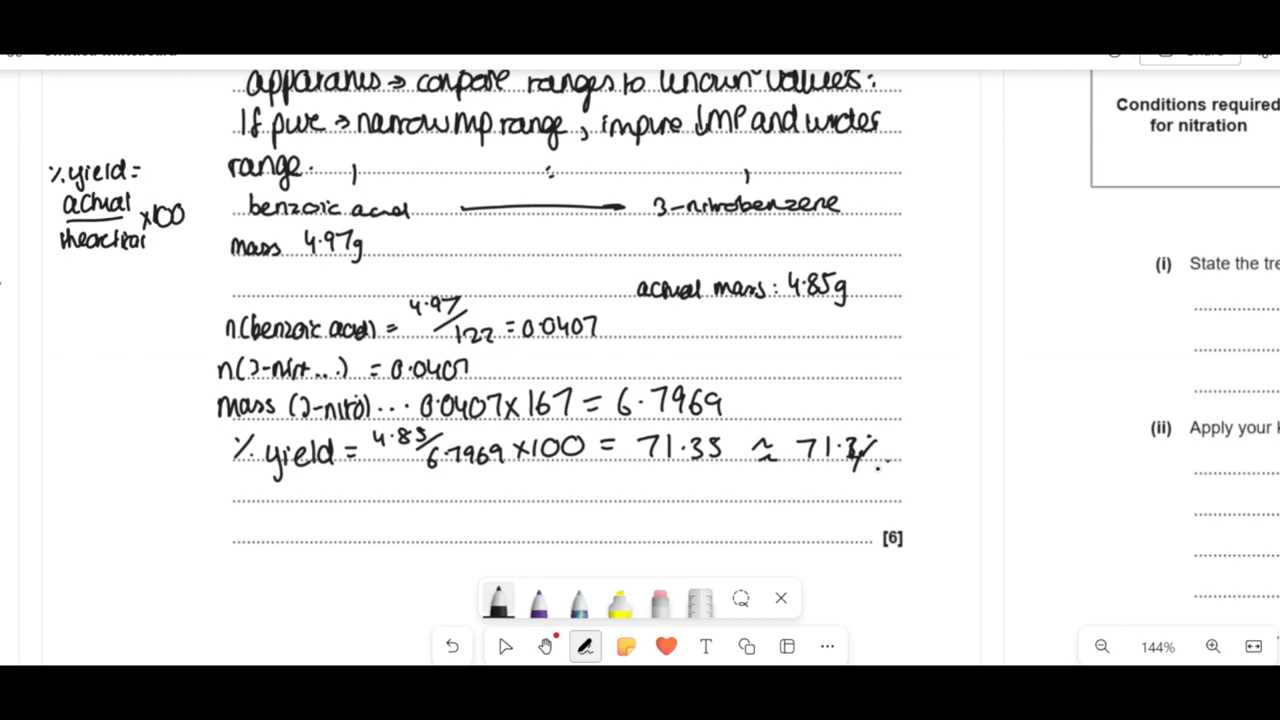 apparatus → compare ranges to known values:
If pure → narrow mp range, impure ↓MP and wider
range.
1 : 1
% yield =
actual
theoretical
×100
benzoic acid → 3-nitrobenzene
mass 4.97g
actual mass: 4.85g
n(benzoic acid) = 4.97/122 = 0.0407
n(3-nitr...) = 0.0407
mass (3-nitro)... 0.0407 × 167 = 6.7969
% yield = 4.85/6.7969 × 100 = 71.35 ≈ 71.3%
[6]
Conditions required
for nitration
(i) State the tre
(ii) Apply your k
T
144%